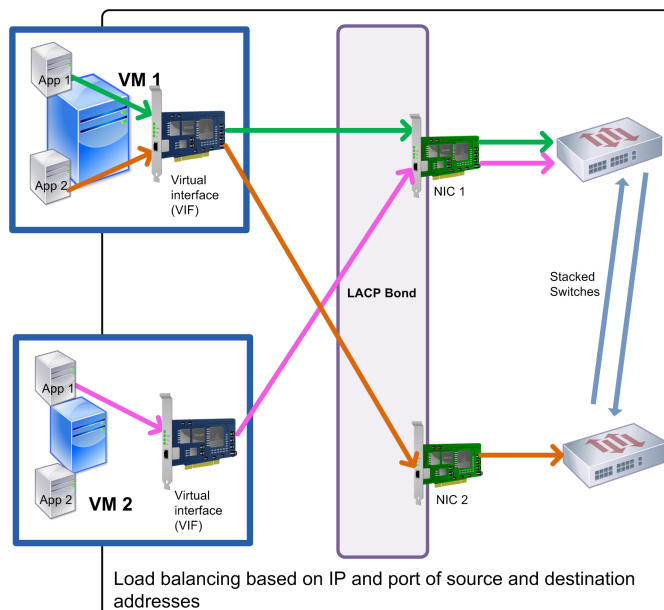 App 1
VM 1
App 2
Virtual
interface
(VIF)
NIC 1
LACP Bond
Stacked
Switches
App 1
App 2
VM 2
Virtual
interface
(VIF)
NIC 2
Load balancing based on IP and port of source and destination
addresses